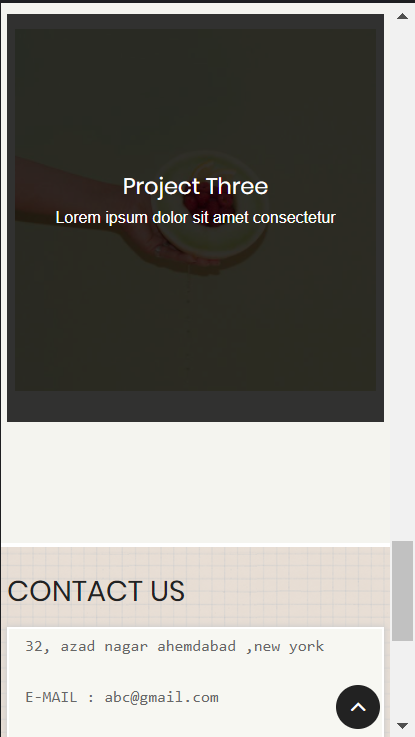 Project Three
Lorem ipsum dolor sit amet consectetur
CONTACT US
32, azad nagar ahemdabad ,new york
E-MAIL : abc@gmail.com